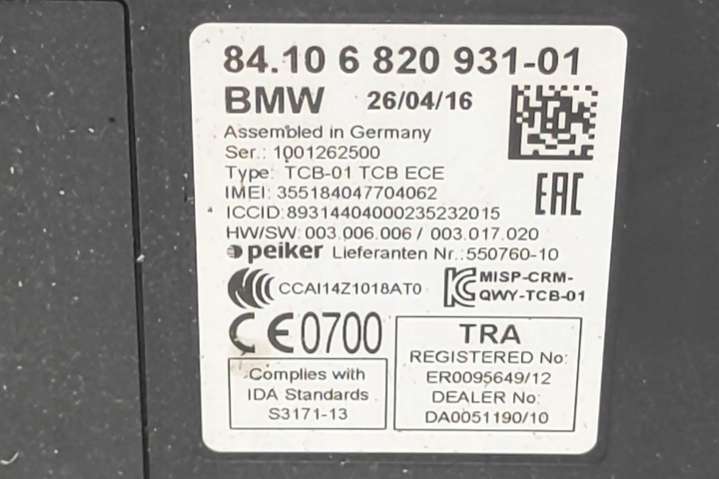 84.10 6 820 931-01
BMW 26/04/16
Assembled in Germany
Ser.: 1001262500
Type: TCB-01 TCB ECE
IMEI: 355184047704062
ICCID:89314404000235232015
HW/SW: 003.006.006 / 003.017.020
peiker Lieferanten Nr.:550760-10
CCAI14Z1018AT0
MISP-CRM-
QWY-TCB-01
EAC
CE0700
Complies with
IDA Standards
S3171-13
TRA
REGISTERED No:
ER0095649/12
DEALER No:
DA0051190/10